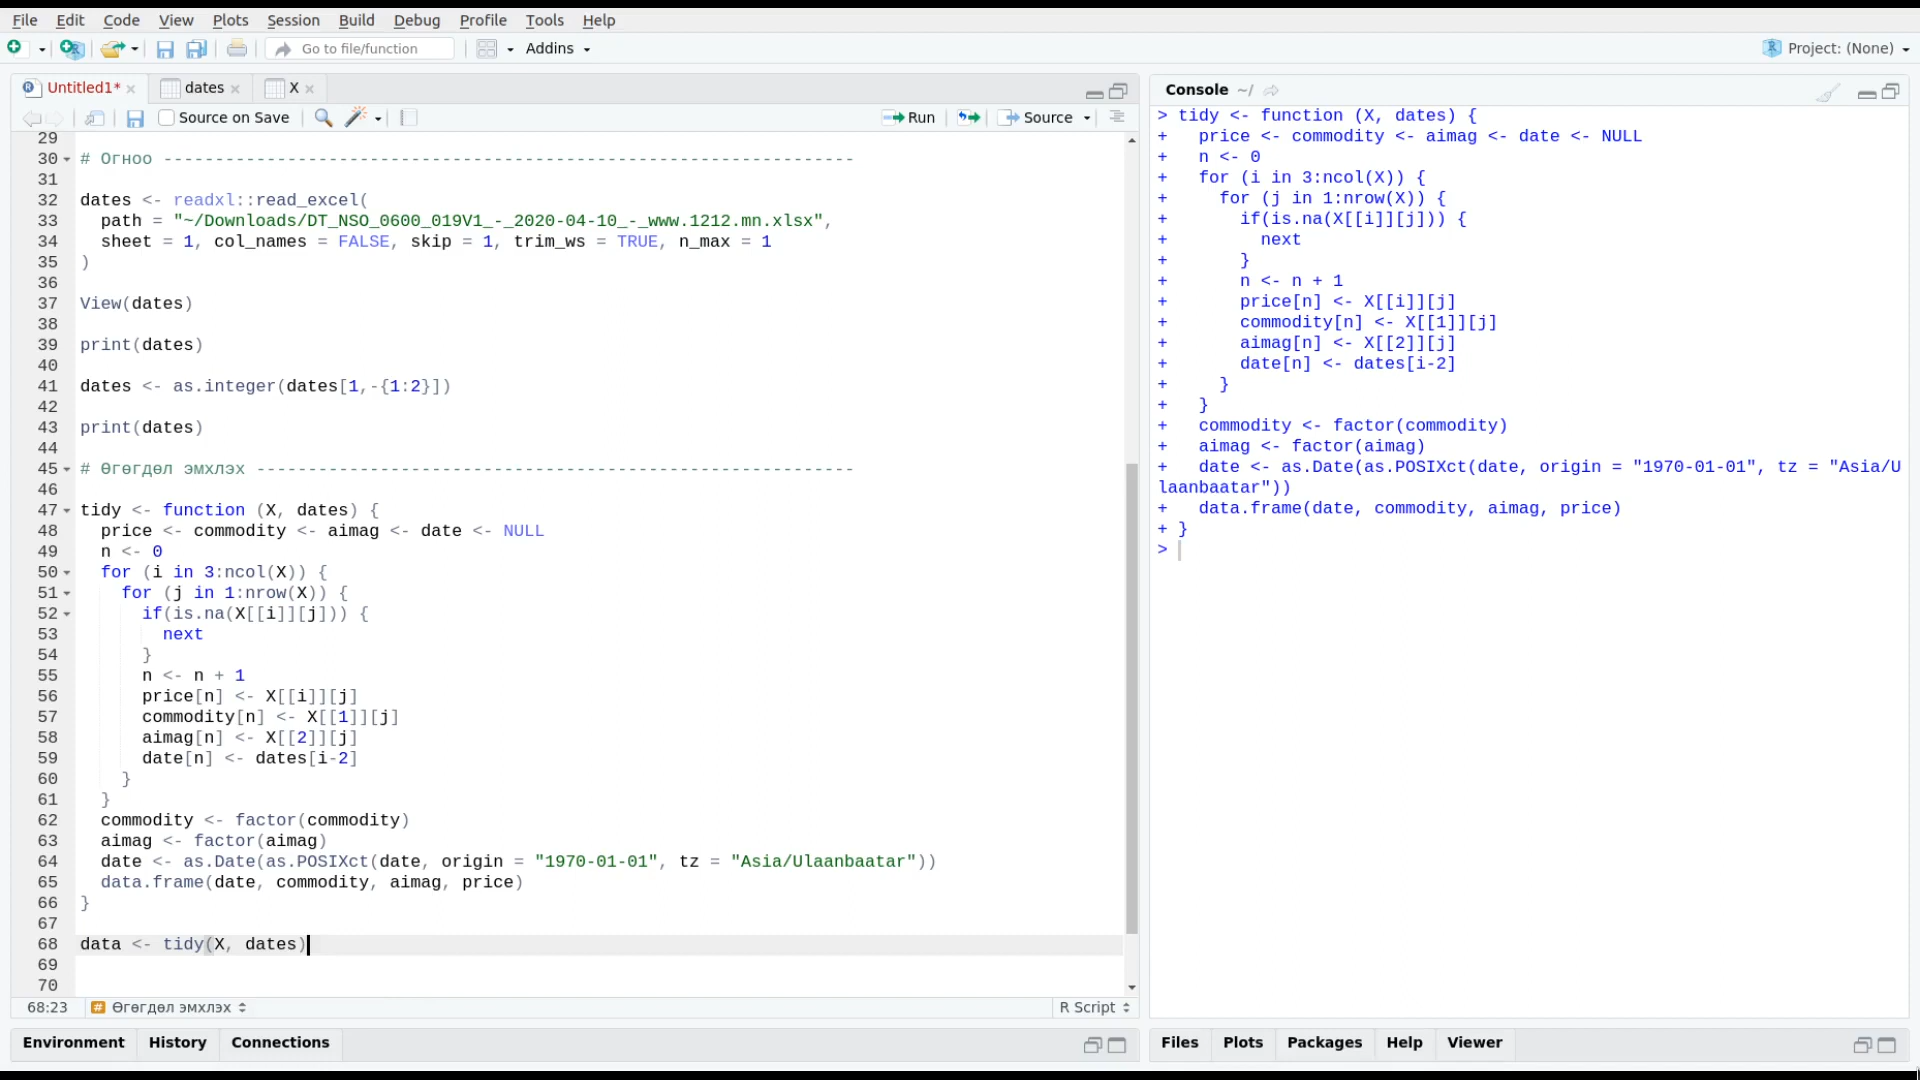 File Edit Code View Plots Session Build Debug Profile Tools Help
Go to file/function Addins Project: (None)
Untitled1* dates X
Source on Save Run Source
29
30 # Огноо -------------------------------------------------------------------
31
32 dates <- readxl::read_excel(
33   path = "~/Downloads/DT_NSO_0600_019V1_-_2020-04-10_-_www.1212.mn.xlsx",
34   sheet = 1, col_names = FALSE, skip = 1, trim_ws = TRUE, n_max = 1
35 )
36
37 View(dates)
38
39 print(dates)
40
41 dates <- as.integer(dates[1,-{1:2}])
42
43 print(dates)
44
45 # Өгөгдөл эмхлэх ----------------------------------------------------------
46
47 tidy <- function (X, dates) {
48   price <- commodity <- aimag <- date <- NULL
49   n <- 0
50   for (i in 3:ncol(X)) {
51     for (j in 1:nrow(X)) {
52       if(is.na(X[[i]][j])) {
53         next
54       }
55       n <- n + 1
56       price[n] <- X[[i]][j]
57       commodity[n] <- X[[1]][j]
58       aimag[n] <- X[[2]][j]
59       date[n] <- dates[i-2]
60     }
61   }
62   commodity <- factor(commodity)
63   aimag <- factor(aimag)
64   date <- as.Date(as.POSIXct(date, origin = "1970-01-01", tz = "Asia/Ulaanbaatar"))
65   data.frame(date, commodity, aimag, price)
66 }
67
68 data <- tidy(X, dates)
69
70
68:23 # Өгөгдөл эмхлэх R Script
Environment History Connections
Console ~/
> tidy <- function (X, dates) {
+   price <- commodity <- aimag <- date <- NULL
+   n <- 0
+   for (i in 3:ncol(X)) {
+     for (j in 1:nrow(X)) {
+       if(is.na(X[[i]][j])) {
+         next
+       }
+       n <- n + 1
+       price[n] <- X[[i]][j]
+       commodity[n] <- X[[1]][j]
+       aimag[n] <- X[[2]][j]
+       date[n] <- dates[i-2]
+     }
+   }
+   commodity <- factor(commodity)
+   aimag <- factor(aimag)
+   date <- as.Date(as.POSIXct(date, origin = "1970-01-01", tz = "Asia/U
laanbaatar"))
+   data.frame(date, commodity, aimag, price)
+ }
>
Files Plots Packages Help Viewer